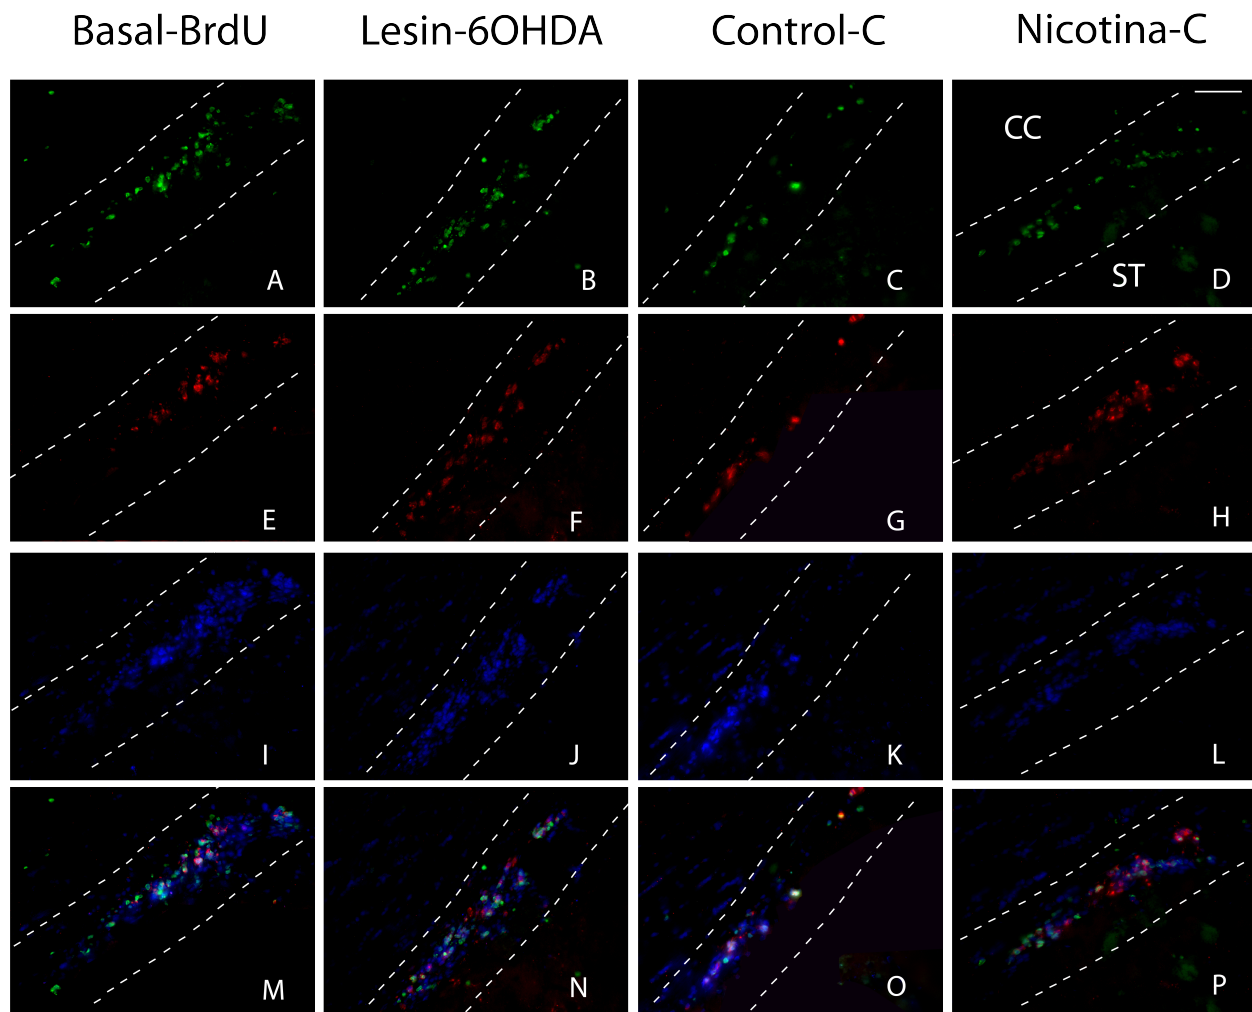 Basal-BrdU Lesin-6OHDA Control-C Nicotina-C
A B C CC ST D
E F G H
I J K L
M N O P